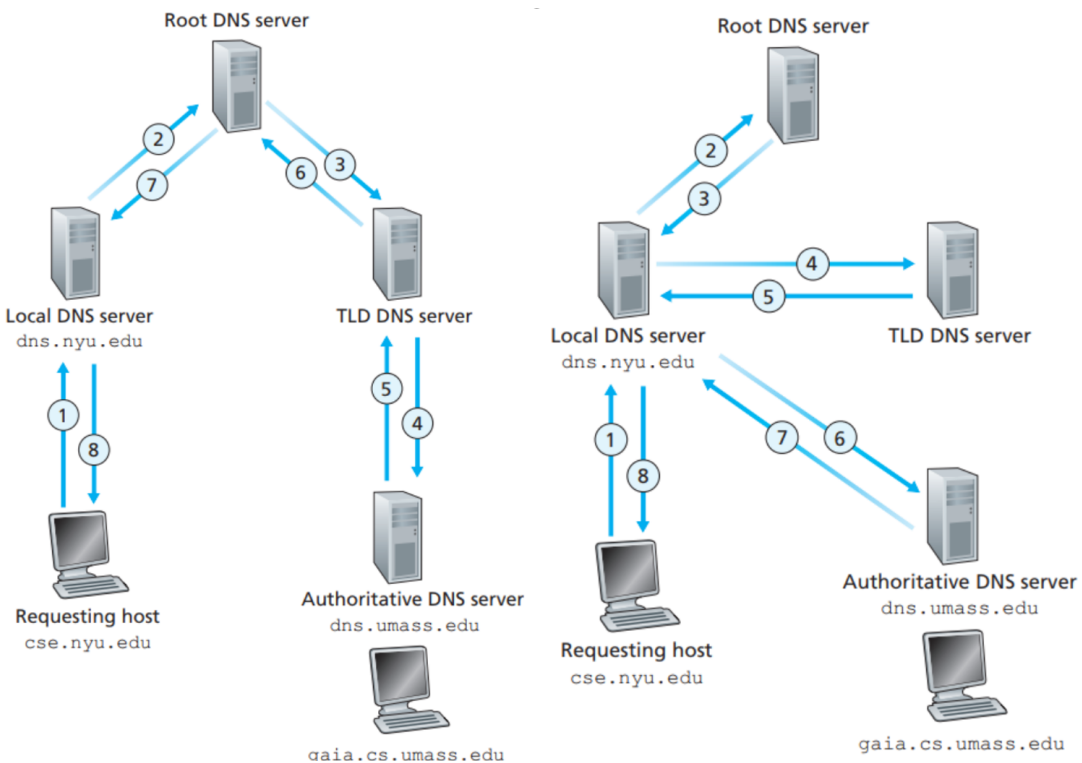 Root DNS server
2
7
6
3
Local DNS server
dns.nyu.edu
TLD DNS server
1
8
5
4
Requesting host
cse.nyu.edu
Authoritative DNS server
dns.umass.edu
gaia.cs.umass.edu
Root DNS server
2
3
4
5
Local DNS server
dns.nyu.edu
TLD DNS server
1
8
7
6
Requesting host
cse.nyu.edu
Authoritative DNS server
dns.umass.edu
gaia.cs.umass.edu